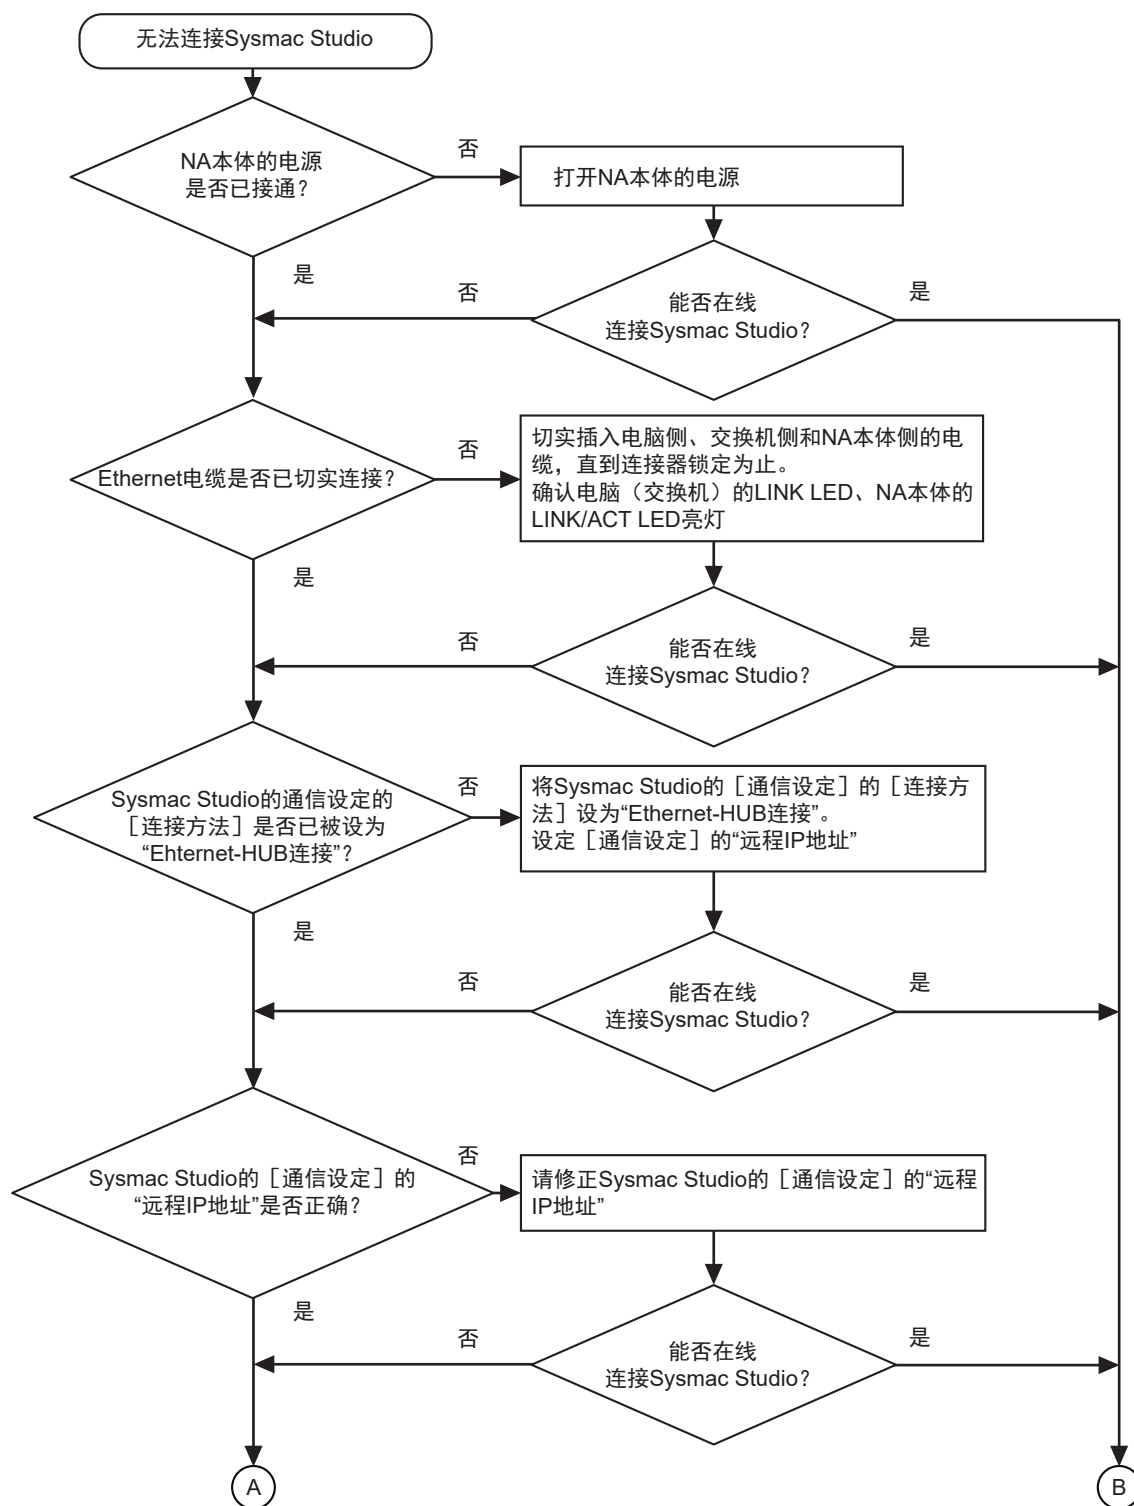 无法连接Sysmac Studio
NA本体的电源
是否已接通？
否
打开NA本体的电源
是
否
能否在线
连接Sysmac Studio？
是
Ethernet电缆是否已切实连接？
否
切实插入电脑侧、交换机侧和NA本体侧的电
缆，直到连接器锁定为止。
确认电脑（交换机）的LINK LED、NA本体的
LINK/ACT LED亮灯
是
否
能否在线
连接Sysmac Studio？
是
Sysmac Studio的通信设定的
［连接方法］是否已被设为
“Ehternet-HUB连接”？
否
将Sysmac Studio的［通信设定］的［连接方
法］设为“Ethernet-HUB连接”。
设定［通信设定］的“远程IP地址”
是
否
能否在线
连接Sysmac Studio？
是
Sysmac Studio的［通信设定］的
“远程IP地址”是否正确？
否
请修正Sysmac Studio的［通信设定］的“远程
IP地址”
是
否
能否在线
连接Sysmac Studio？
是
A
B